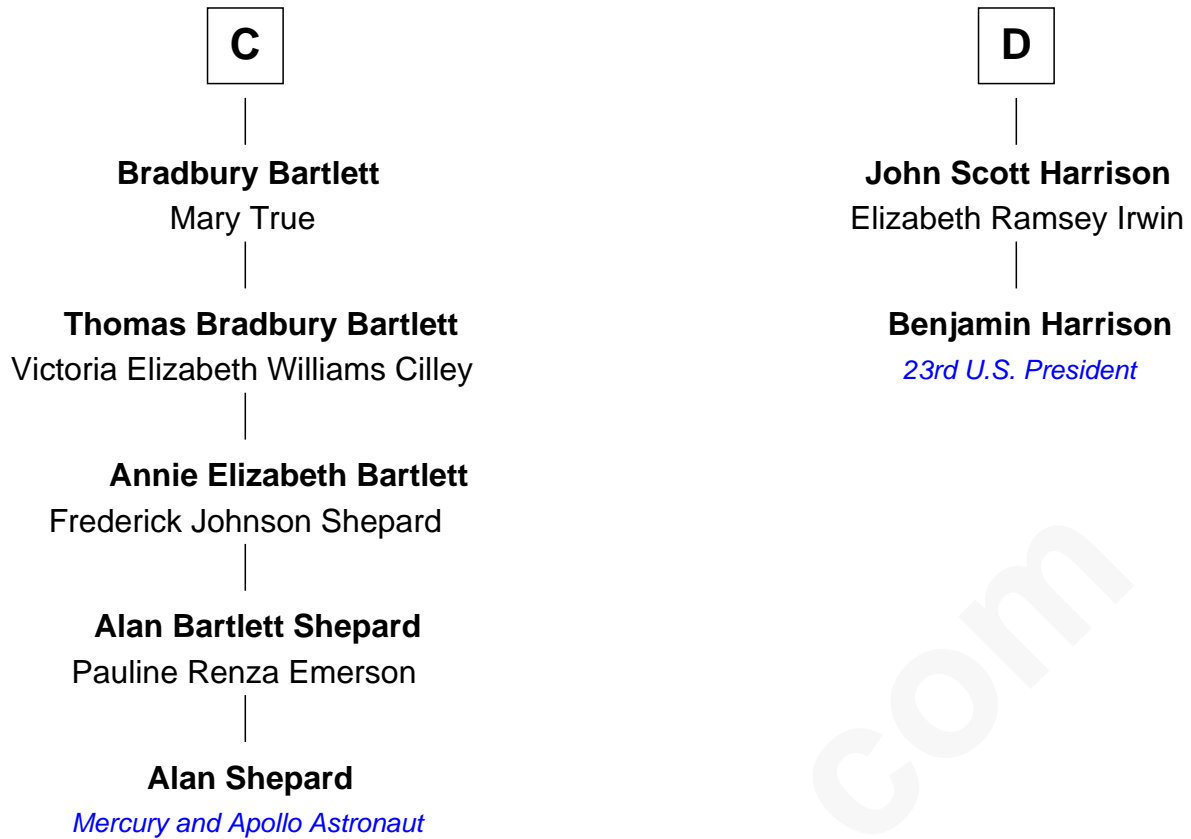 C
Bradbury Bartlett
Mary True
Thomas Bradbury Bartlett
Victoria Elizabeth Williams Cilley
Annie Elizabeth Bartlett
Frederick Johnson Shepard
Alan Bartlett Shepard
Pauline Renza Emerson
Alan Shepard
Mercury and Apollo Astronaut
D
John Scott Harrison
Elizabeth Ramsey Irwin
Benjamin Harrison
23rd U.S. President
com